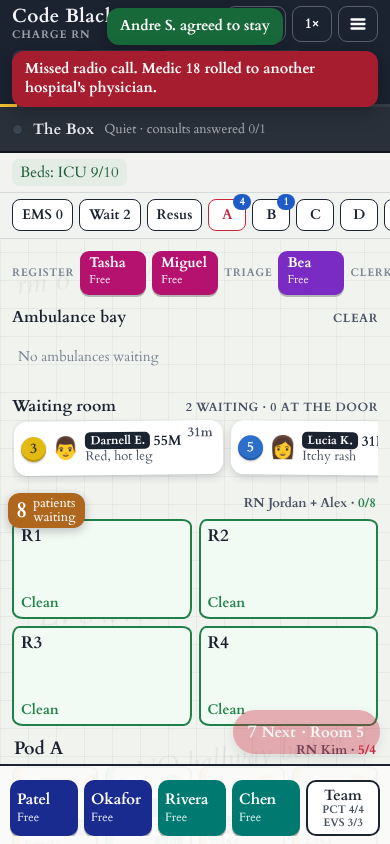 Code Blac
CHARGE RN
Andre S. agreed to stay
1×
Missed radio call. Medic 18 rolled to another
hospital's physician.
The Box Quiet · consults answered 0/1
Beds: ICU 9/10
EMS 0 Wait 2 Resus A 4 B 1 C D
REGISTER Tasha Free Miguel Free TRIAGE Bea Free CLERK
Ambulance bay CLEAR
No ambulances waiting
Waiting room 2 WAITING · 0 AT THE DOOR
3 Darnell E. 55M 31m
Red, hot leg
5 Lucia K. 31
Itchy rash
8 patients
waiting
RN Jordan + Alex · 0/8
R1 R2
Clean Clean
R3 R4
Clean Clean
7 Next · Room 5
Pod A RN Kim · 5/4
Patel Okafor Rivera Chen Team
Free Free Free Free PCT 4/4
EVS 3/3